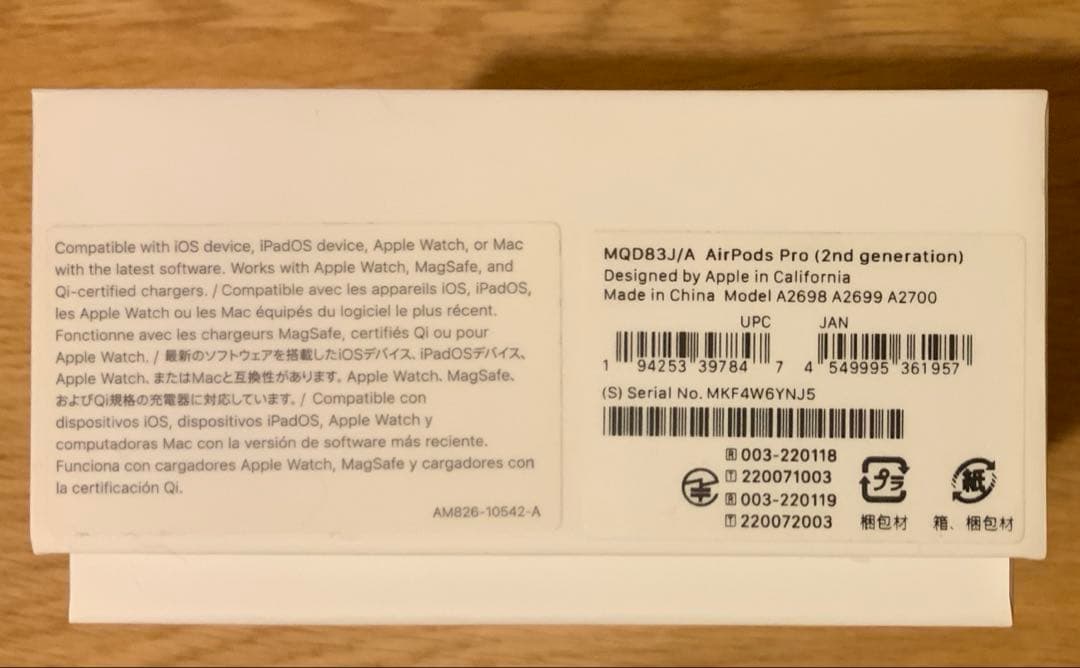 Compatible with iOS device, iPadOS device, Apple Watch, or Mac
with the latest software. Works with Apple Watch, MagSafe, and
Qi-certified chargers. / Compatible avec les appareils iOS, iPadOS,
les Apple Watch ou les Mac équipés du logiciel le plus récent.
Fonctionne avec les chargeurs MagSafe, certifiés Qi ou pour
Apple Watch. / 最新のソフトウェアを搭載したiOSデバイス、iPadOSデバイス、
Apple Watch、またはMacと互換性があります。Apple Watch、MagSafe、
およびQi規格の充電器に対応しています。/ Compatible con
dispositivos iOS, dispositivos iPadOS, Apple Watch y
computadoras Mac con la versión de software más reciente.
Funciona con cargadores Apple Watch, MagSafe y cargadores con
la certificación Qi.
AM826-10542-A
MQD83J/A AirPods Pro (2nd generation)
Designed by Apple in California
Made in China Model A2698 A2699 A2700
UPC JAN
1 94253 39784 7 4 549995 361957
(S) Serial No. MKF4W6YNJ5
R 003-220118
T 220071003
R 003-220119
T 220072003
プラ
梱包材
紙
箱、梱包材